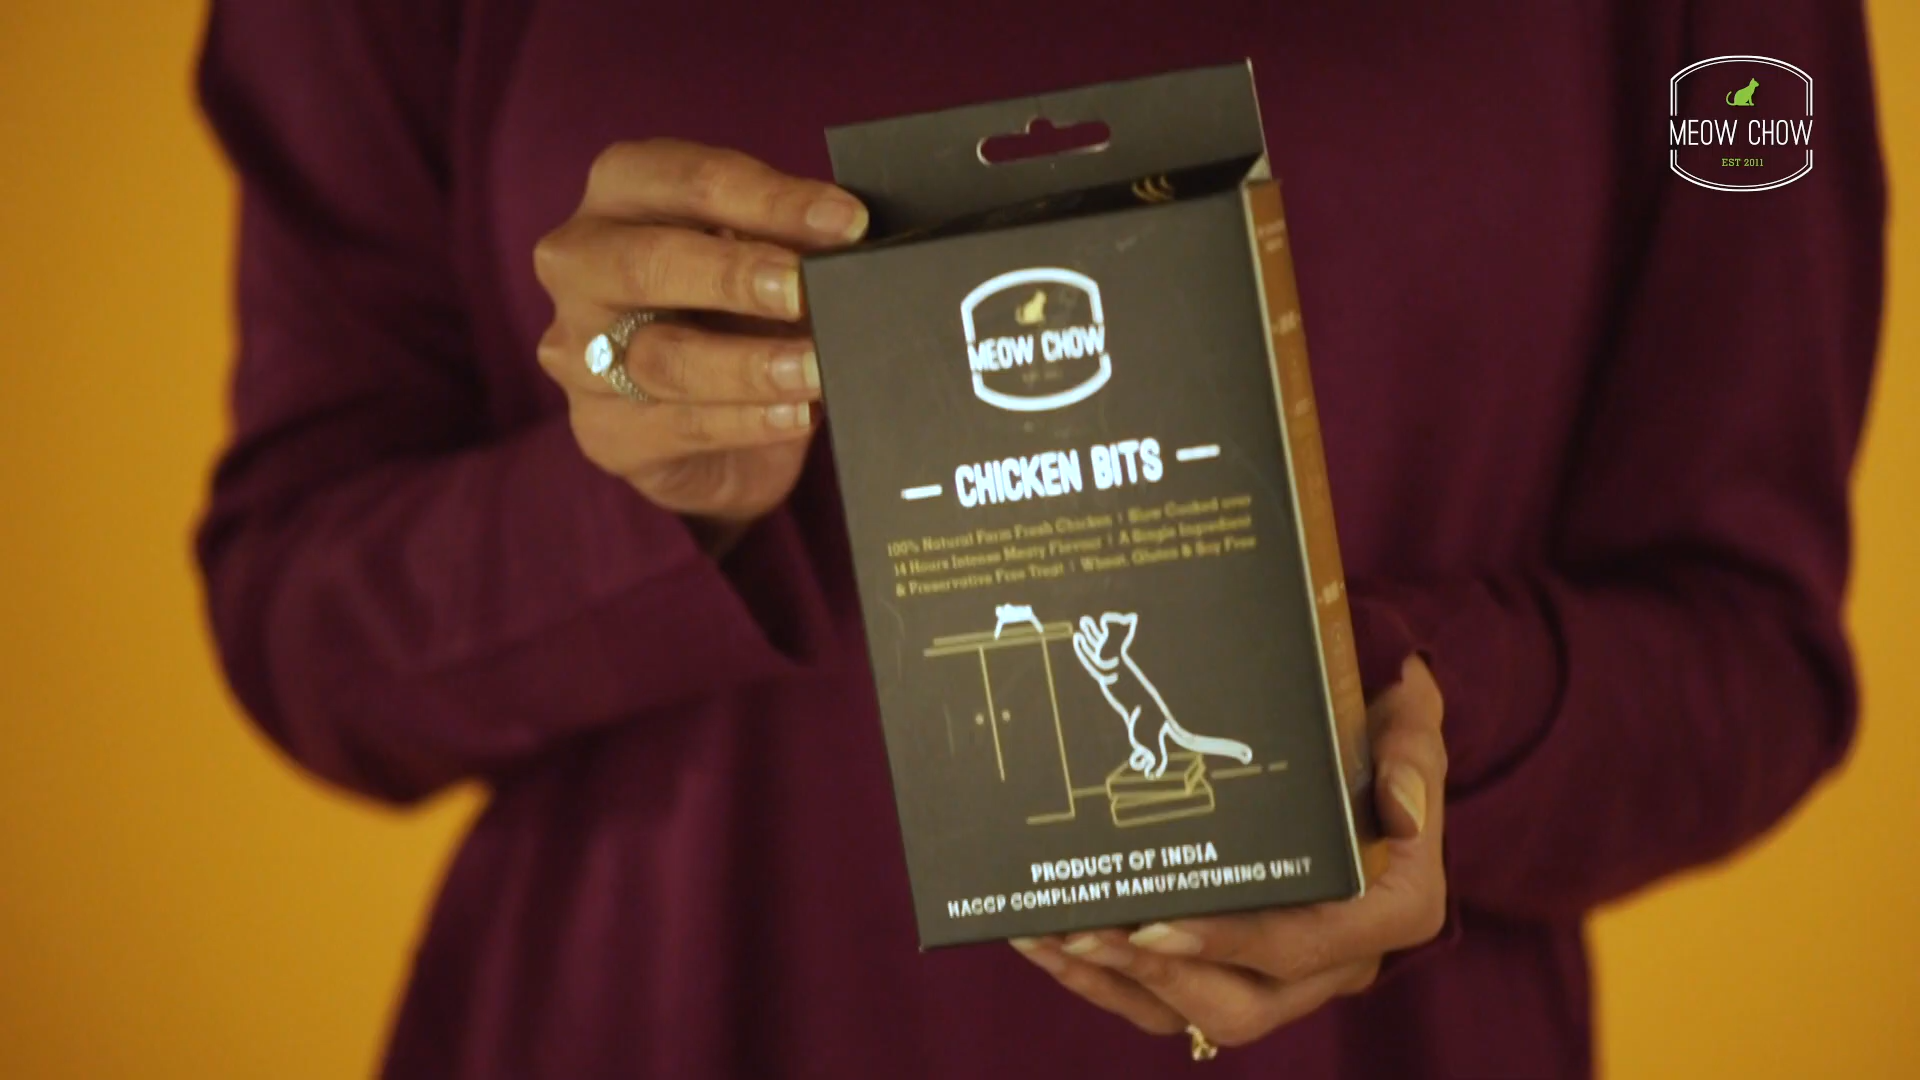 MEOW CHOW
EST 2011
MEOW CHOW
CHICKEN BITS
100% Natural Farm Fresh Chicken | Slow Cooked over
14 Hours Intense Meaty Flavour | A Single Ingredient
& Preservative Free Treat | Wheat, Gluten & Soy Free
PRODUCT OF INDIA
HACCP COMPLIANT MANUFACTURING UNIT